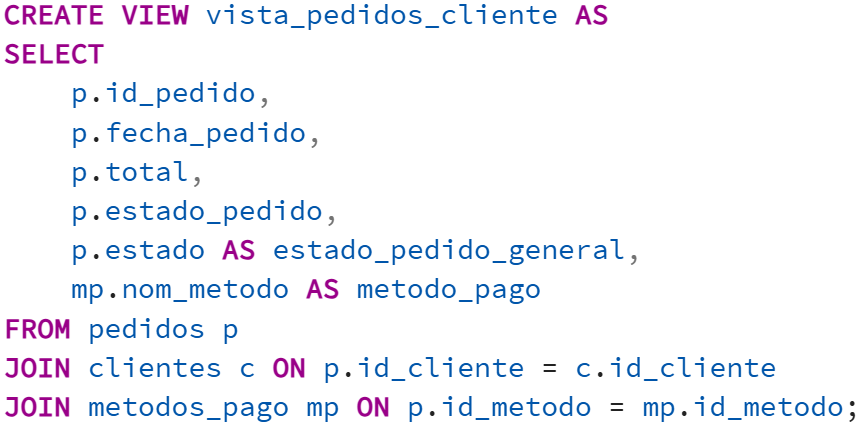 CREATE VIEW vista_pedidos_cliente AS
SELECT
    p.id_pedido,
    p.fecha_pedido,
    p.total,
    p.estado_pedido,
    p.estado AS estado_pedido_general,
    mp.nom_metodo AS metodo_pago
FROM pedidos p
JOIN clientes c ON p.id_cliente = c.id_cliente
JOIN metodos_pago mp ON p.id_metodo = mp.id_metodo;